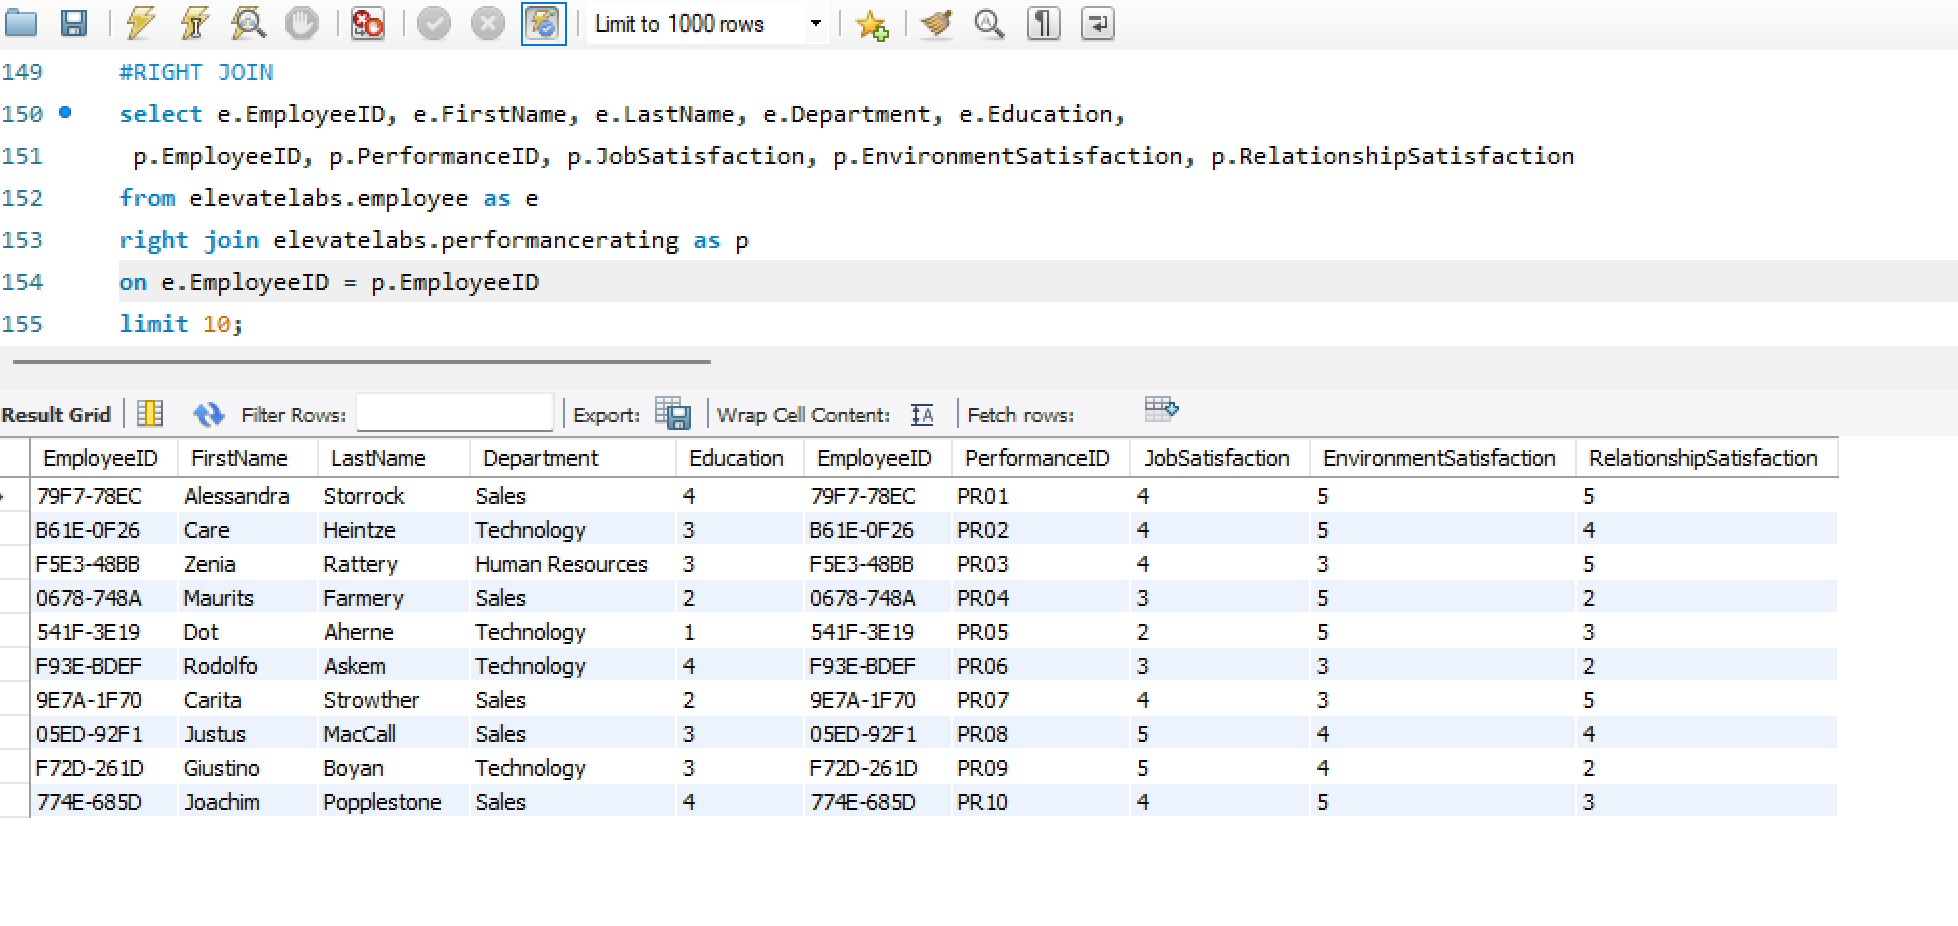 Limit to 1000 rows
149 #RIGHT JOIN
150 select e.EmployeeID, e.FirstName, e.LastName, e.Department, e.Education,
151 p.EmployeeID, p.PerformanceID, p.JobSatisfaction, p.EnvironmentSatisfaction, p.RelationshipSatisfaction
152 from elevatelabs.employee as e
153 right join elevatelabs.performancerating as p
154 on e.EmployeeID = p.EmployeeID
155 limit 10;
Result Grid Filter Rows: Export: Wrap Cell Content: Fetch rows:
EmployeeID FirstName LastName Department Education EmployeeID PerformanceID JobSatisfaction EnvironmentSatisfaction RelationshipSatisfaction
79F7-78EC Alessandra Storrock Sales 4 79F7-78EC PR01 4 5 5
B61E-0F26 Care Heintze Technology 3 B61E-0F26 PR02 4 5 4
F5E3-48BB Zenia Rattery Human Resources 3 F5E3-48BB PR03 4 3 5
0678-748A Maurits Farmery Sales 2 0678-748A PR04 3 5 2
541F-3E19 Dot Aherne Technology 1 541F-3E19 PR05 2 5 3
F93E-BDEF Rodolfo Askem Technology 4 F93E-BDEF PR06 3 3 2
9E7A-1F70 Carita Strowther Sales 2 9E7A-1F70 PR07 4 3 5
05ED-92F1 Justus MacCall Sales 3 05ED-92F1 PR08 5 4 4
F72D-261D Giustino Boyan Technology 3 F72D-261D PR09 5 4 2
774E-685D Joachim Popplestone Sales 4 774E-685D PR10 4 5 3